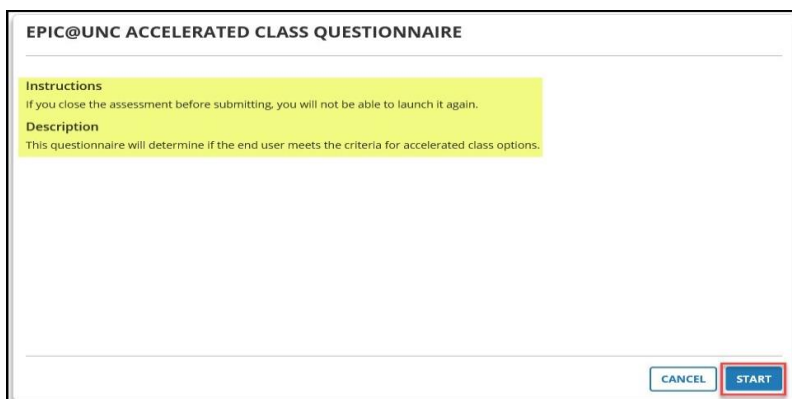 EPIC@UNC ACCELERATED CLASS QUESTIONNAIRE
Instructions
If you close the assessment before submitting, you will not be able to launch it again.
Description
This questionnaire will determine if the end user meets the criteria for accelerated class options.
CANCEL
START